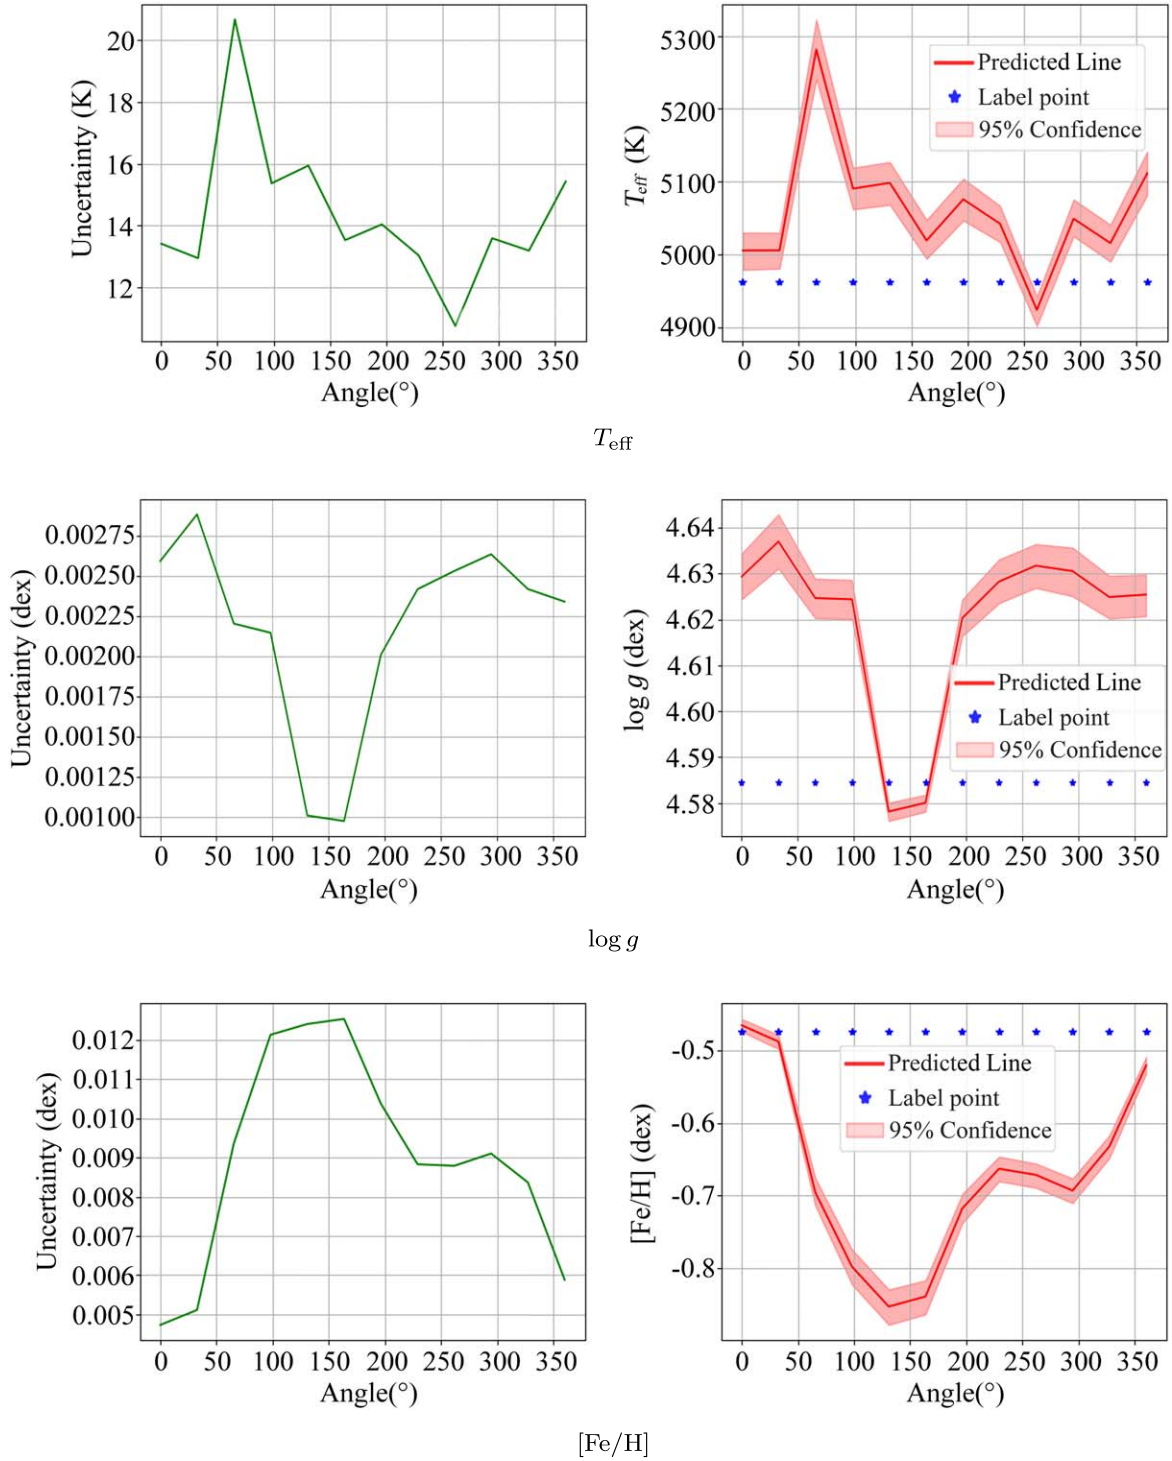 Uncertainty (K)
20
18
16
14
12
0 50 100 150 200 250 300 350
Angle(°)
T_eff (K)
5300
5200
5100
5000
4900
Predicted Line
Label point
95% Confidence
0 50 100 150 200 250 300 350
Angle(°)
T_eff
Uncertainty (dex)
0.00275
0.00250
0.00225
0.00200
0.00175
0.00150
0.00125
0.00100
0 50 100 150 200 250 300 350
Angle(°)
log g (dex)
4.64
4.63
4.62
4.61
4.60
4.59
4.58
Predicted Line
Label point
95% Confidence
0 50 100 150 200 250 300 350
Angle(°)
log g
Uncertainty (dex)
0.012
0.011
0.010
0.009
0.008
0.007
0.006
0.005
0 50 100 150 200 250 300 350
Angle(°)
[Fe/H] (dex)
-0.5
-0.6
-0.7
-0.8
Predicted Line
Label point
95% Confidence
0 50 100 150 200 250 300 350
Angle(°)
[Fe/H]